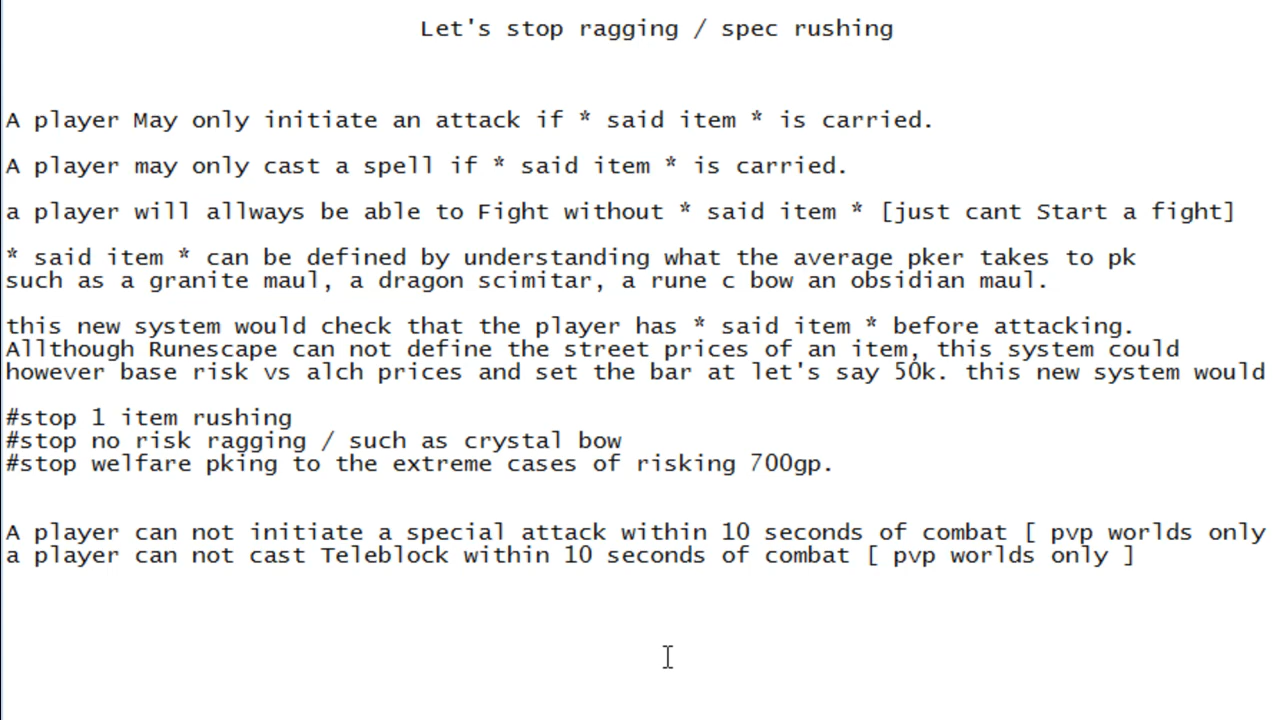 Let's stop ragging / spec rushing
A player May only initiate an attack if * said item * is carried.
A player may only cast a spell if * said item * is carried.
a player will allways be able to Fight without * said item * [just cant Start a fight]
* said item * can be defined by understanding what the average pker takes to pk
such as a granite maul, a dragon scimitar, a rune c bow an obsidian maul.
this new system would check that the player has * said item * before attacking.
Allthough Runescape can not define the street prices of an item, this system could
however base risk vs alch prices and set the bar at let's say 50k. this new system would
#stop 1 item rushing
#stop no risk ragging / such as crystal bow
#stop welfare pking to the extreme cases of risking 700gp.
A player can not initiate a special attack within 10 seconds of combat [ pvp worlds only
a player can not cast Teleblock within 10 seconds of combat [ pvp worlds only ]